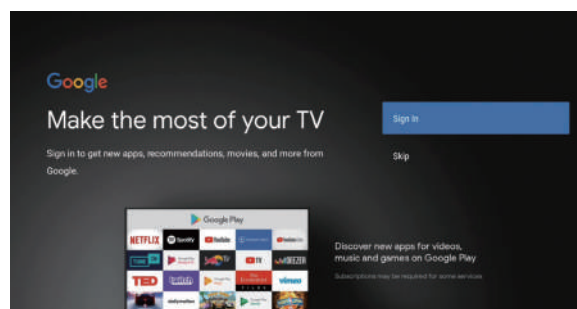 Google
Make the most of your TV
Sign in
Sign in to get new apps, recommendations, movies, and more from
Google.
Skip
Google Play
NETFLIX Spotify YouTube
TED twitch vimeo
DEEZER
dailymotion
Discover new apps for videos,
music and games on Google Play
Subscriptions may be required for some services